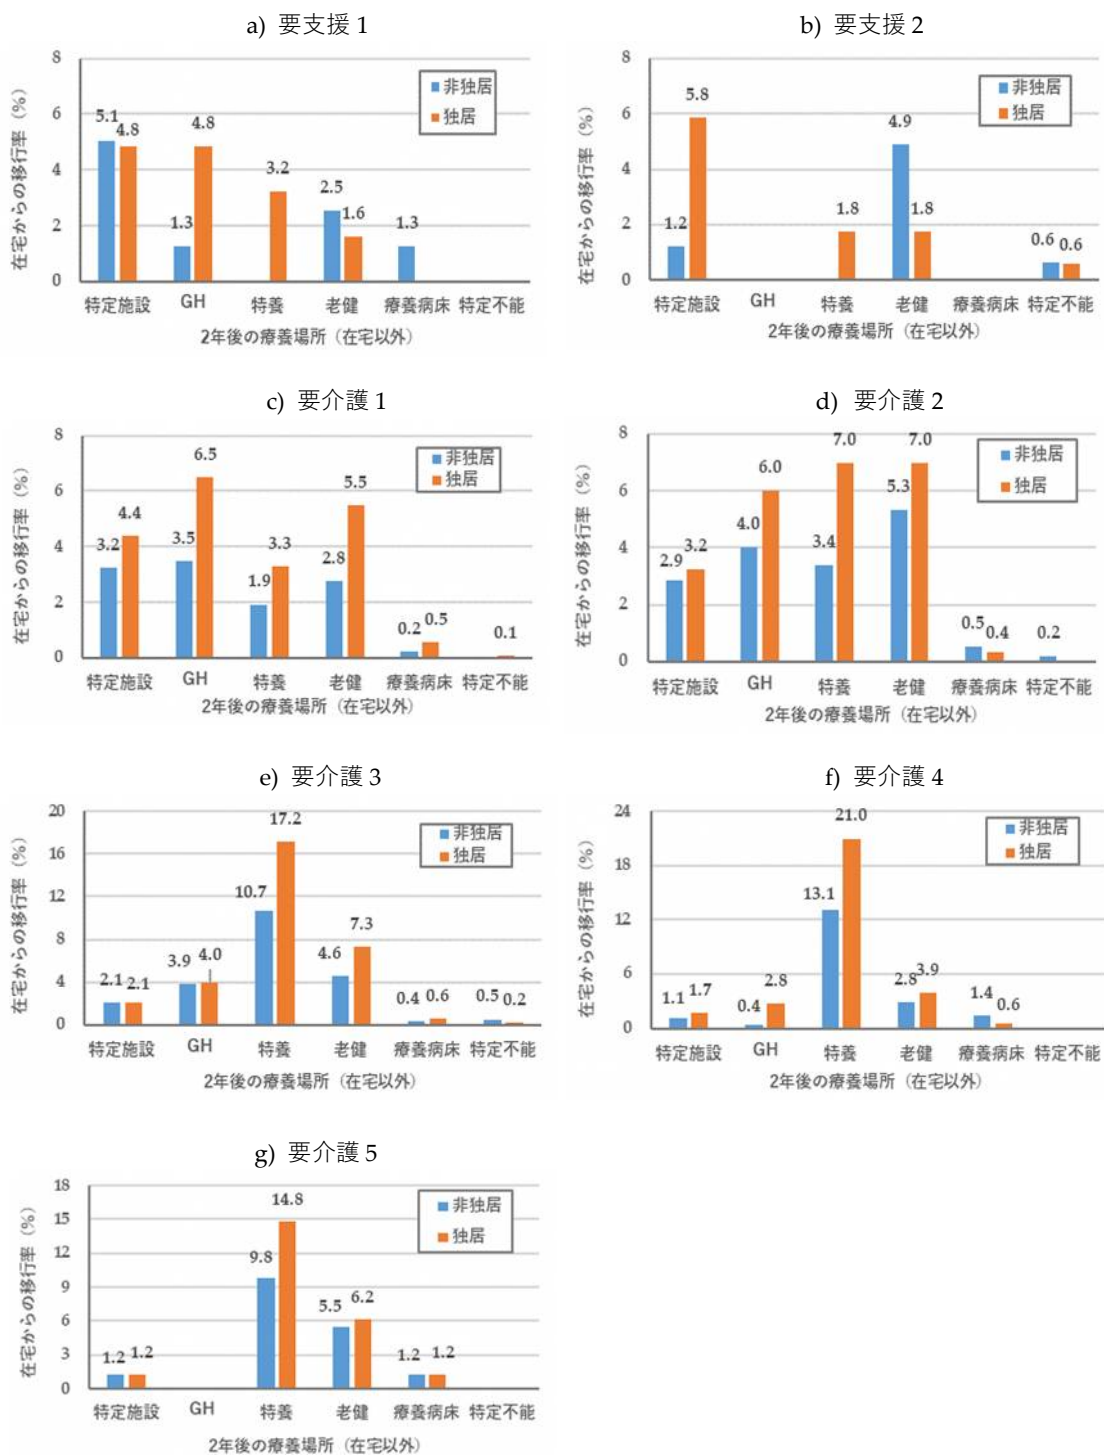 a) 要支援 1
8
6
4
2
0
在宅からの移行率（%）
非独居
独居
5.1
4.8
1.3
4.8
3.2
2.5
1.6
1.3
特定施設 GH 特養 老健 療養病床 特定不能
2年後の療養場所（在宅以外）
b) 要支援 2
8
6
4
2
0
在宅からの移行率（%）
非独居
独居
1.2
5.8
1.8
4.9
1.8
0.6
0.6
特定施設 GH 特養 老健 療養病床 特定不能
2年後の療養場所（在宅以外）
c) 要介護 1
8
6
4
2
0
在宅からの移行率（%）
非独居
独居
3.2
4.4
3.5
6.5
1.9
3.3
2.8
5.5
0.2
0.5
0.1
特定施設 GH 特養 老健 療養病床 特定不能
2年後の療養場所（在宅以外）
d) 要介護 2
8
6
4
2
0
在宅からの移行率（%）
非独居
独居
2.9
3.2
4.0
6.0
3.4
7.0
5.3
7.0
0.5
0.4
0.2
特定施設 GH 特養 老健 療養病床 特定不能
2年後の療養場所（在宅以外）
e) 要介護 3
20
16
12
8
4
0
在宅からの移行率（%）
非独居
独居
2.1
2.1
3.9
4.0
10.7
17.2
4.6
7.3
0.4
0.6
0.5
0.2
特定施設 GH 特養 老健 療養病床 特定不能
2年後の療養場所（在宅以外）
f) 要介護 4
24
18
12
6
0
在宅からの移行率（%）
非独居
独居
1.1
1.7
0.4
2.8
13.1
21.0
2.8
3.9
1.4
0.6
特定施設 GH 特養 老健 療養病床 特定不能
2年後の療養場所（在宅以外）
g) 要介護 5
18
15
12
9
6
3
0
在宅からの移行率（%）
非独居
独居
1.2
1.2
9.8
14.8
5.5
6.2
1.2
1.2
特定施設 GH 特養 老健 療養病床 特定不能
2年後の療養場所（在宅以外）